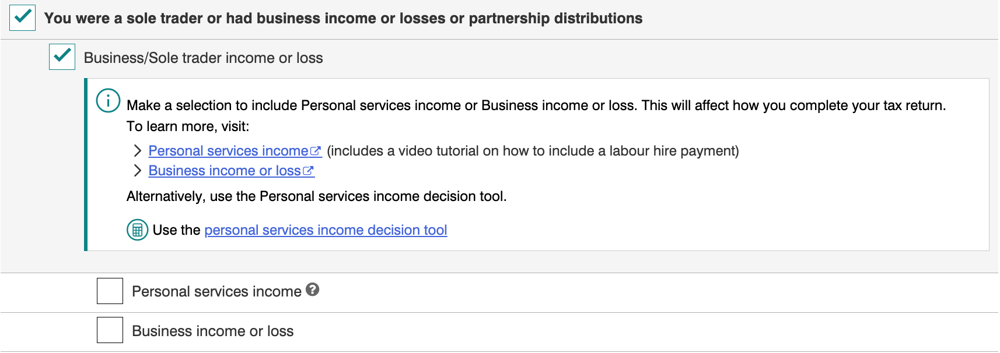 You were a sole trader or had business income or losses or partnership distributions
Business/Sole trader income or loss
Make a selection to include Personal services income or Business income or loss. This will affect how you complete your tax return.
To learn more, visit:
Personal services income (includes a video tutorial on how to include a labour hire payment)
Business income or loss
Alternatively, use the Personal services income decision tool.
Use the personal services income decision tool
Personal services income
Business income or loss